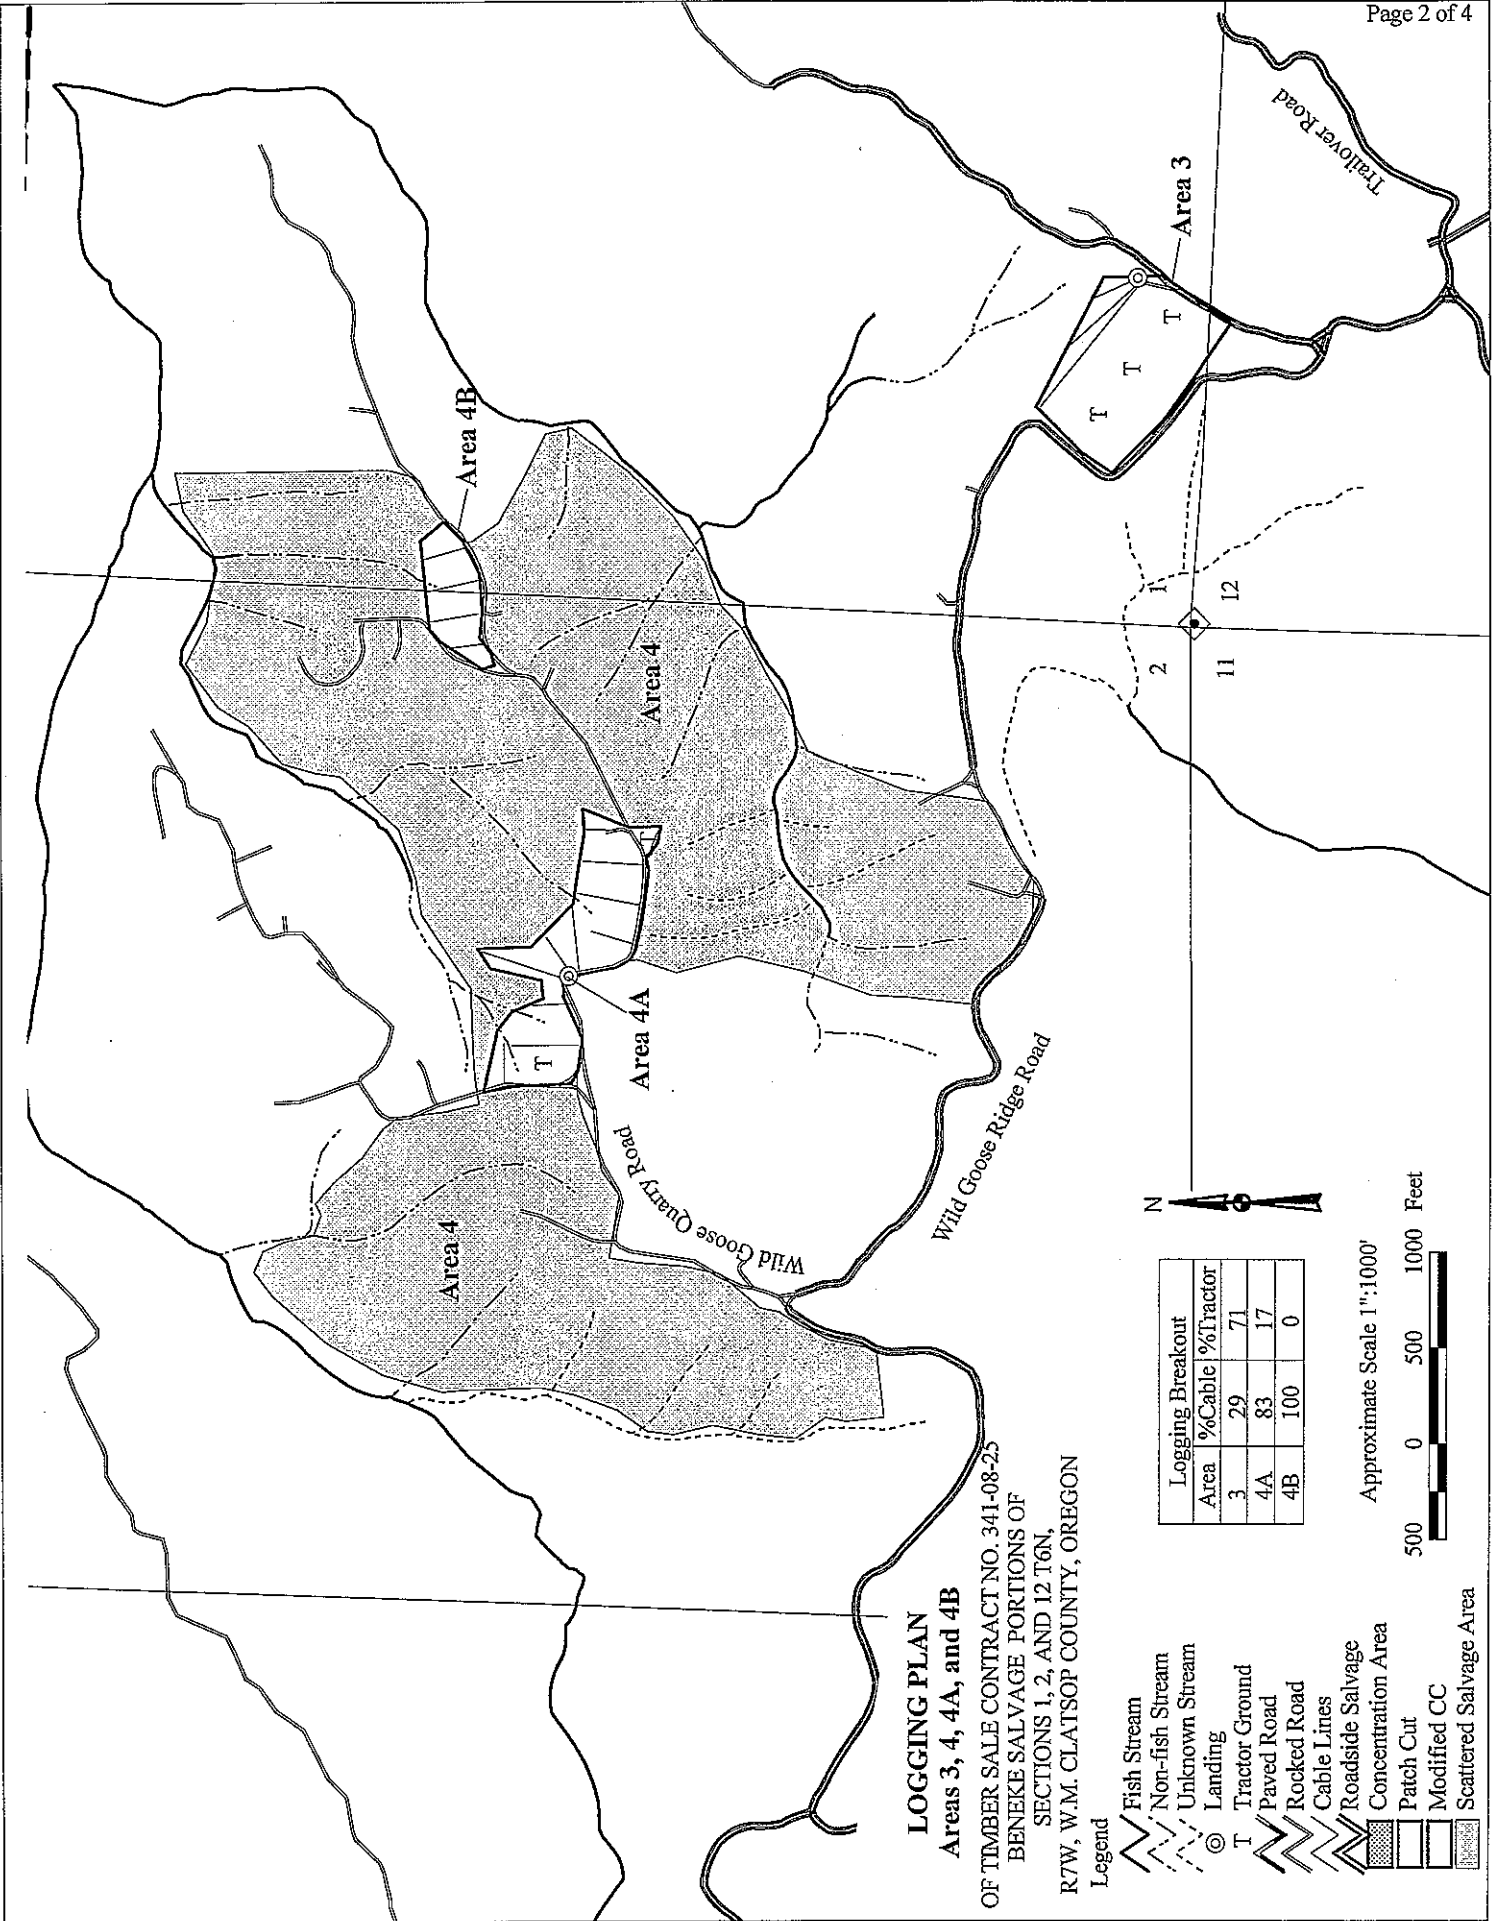 Page 2 of 4
Trailover Road
Area 3
T
T
T
Area 4B
Area 4
1
12
2
11
Area 4A
T
Wild Goose Quarry Road
Wild Goose Ridge Road
Area 4
N
LOGGING PLAN
Areas 3, 4, 4A, and 4B
OF TIMBER SALE CONTRACT NO. 341-08-25
BENEKE SALVAGE PORTIONS OF
SECTIONS 1, 2, AND 12 T6N,
R7W, W.M. CLATSOP COUNTY, OREGON
Legend
Fish Stream
Non-fish Stream
Unknown Stream
Landing
T Tractor Ground
Paved Road
Rocked Road
Cable Lines
Roadside Salvage
Concentration Area
Patch Cut
Modified CC
Scattered Salvage Area
Logging Breakout
Area %Cable %Tractor
3 29 71
4A 83 17
4B 100 0
Approximate Scale 1":1000'
500 0 500 1000 Feet